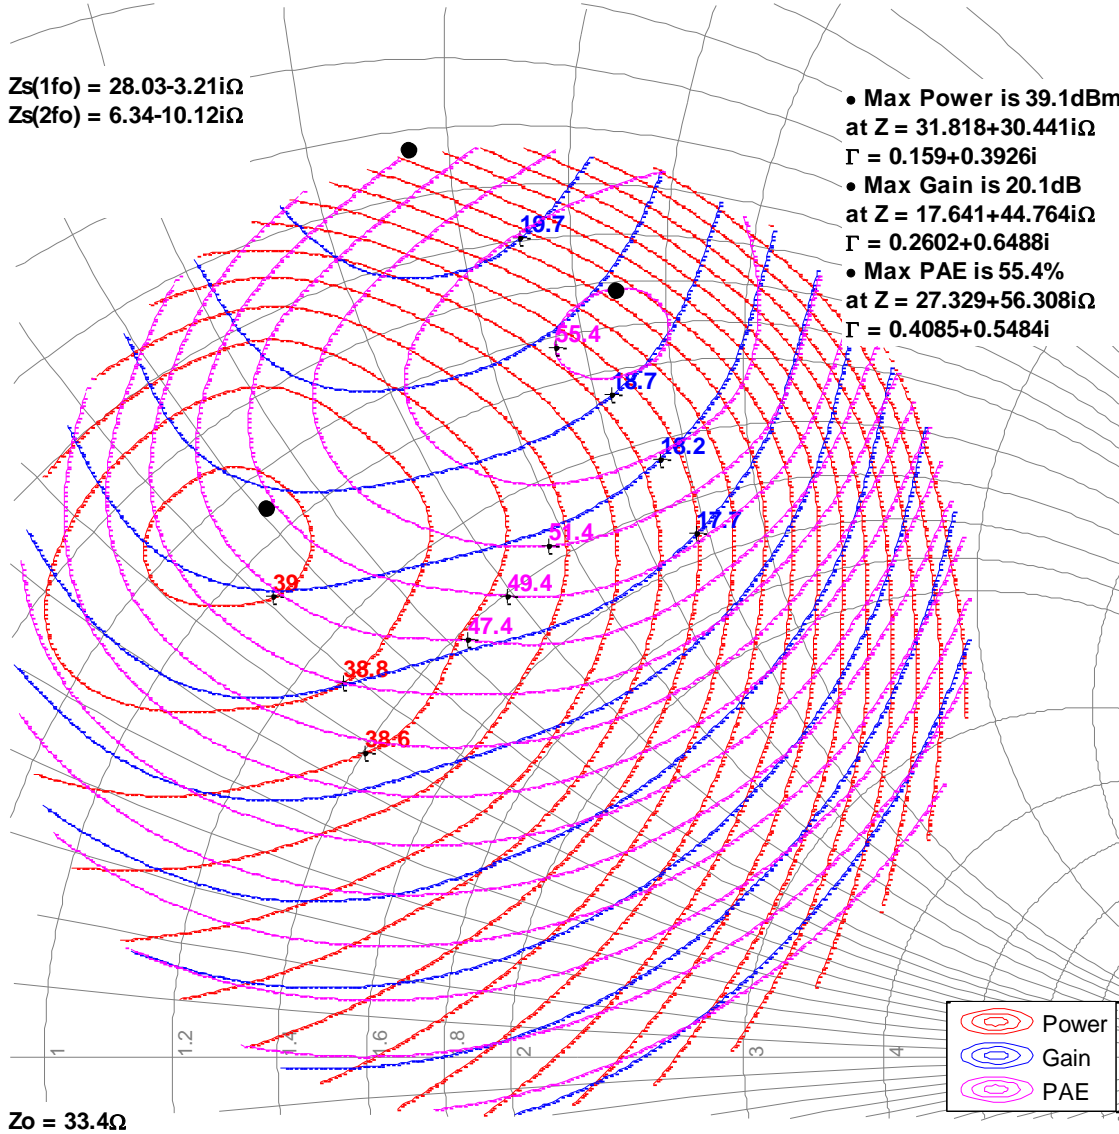 Zs(1fo) = 28.03-3.21iΩ
Zs(2fo) = 6.34-10.12iΩ
• Max Power is 39.1dBm
at Z = 31.818+30.441iΩ
Γ = 0.159+0.3926i
• Max Gain is 20.1dB
at Z = 17.641+44.764iΩ
Γ = 0.2602+0.6488i
• Max PAE is 55.4%
at Z = 27.329+56.308iΩ
Γ = 0.4085+0.5484i
19.7
55.4
18.7
18.2
17.7
51.4
39
49.4
47.4
38.8
38.6
1
1.2
1.4
1.6
1.8
2
3
4
Power
Gain
PAE
Zo = 33.4Ω